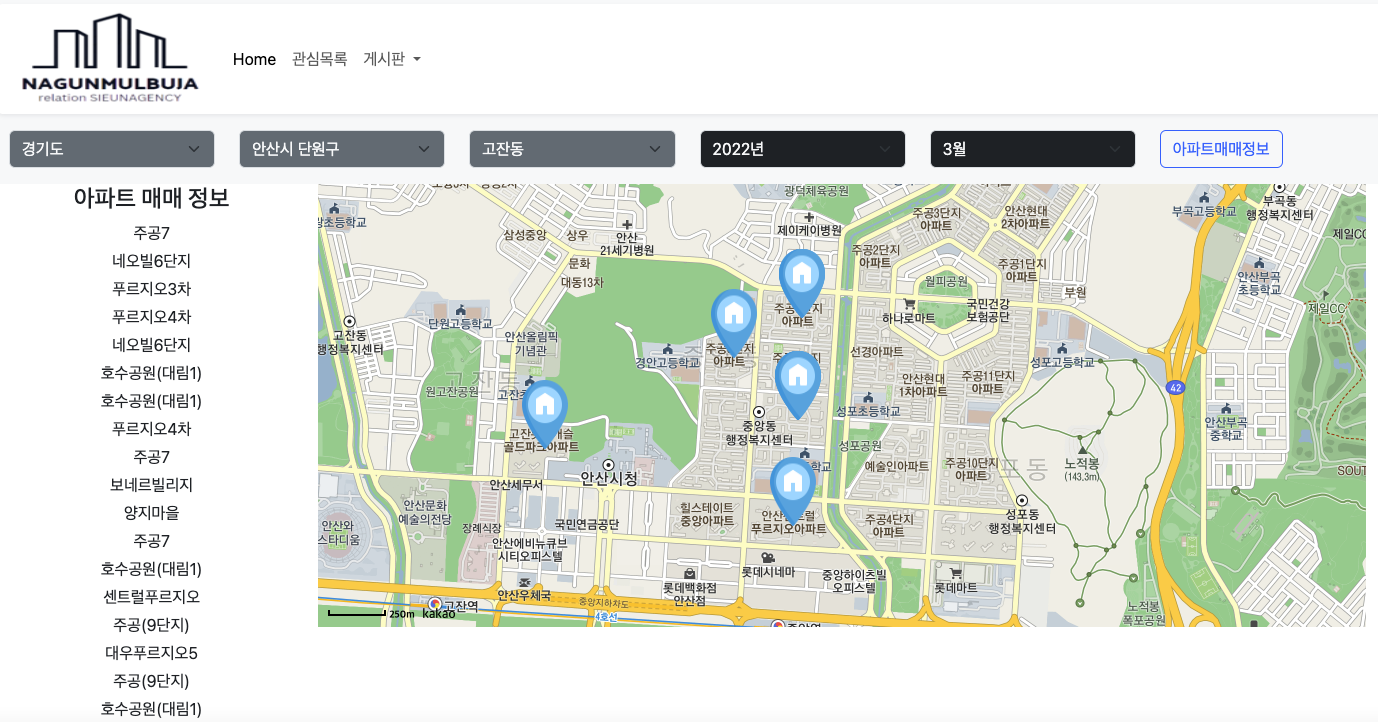 NAGUNMULBUJA
relation SIEUNAGENCY
Home 관심목록 게시판
경기도 안산시 단원구 고잔동 2022년 3월 아파트매매정보
아파트 매매 정보
주공7
네오빌6단지
푸르지오3차
푸르지오4차
네오빌6단지
호수공원(대림1)
호수공원(대림1)
푸르지오4차
주공7
보네르빌리지
양지마을
주공7
호수공원(대림1)
센트럴푸르지오
주공(9단지)
대우푸르지오5
주공(9단지)
호수공원(대림1)
광덕체육공원
부곡고등학교
부곡동
행정복지센터
제일CC
삼성중앙
상우
안산
21세기병원
제이케이병원
주공3단지
아파트
안산현대
2차아파트
문화
대동13차
주공2단지
아파트
월피공원
주공1단지
아파트
부원
안산부곡
초등학교
제일CC
하나로마트
국민건강
보험공단
아파트
단원고등학교
고잔동
행정복지센터
안산올림픽
기념관
경안고등학교
아파트
선경아파트
성포고등학교
42
원고잔공원
안산현대
1차아파트
주공11단지
아파트
성포초등학교
안산부곡
중학교
중앙동
행정복지센터
골드파크아파트
성포공원
안산시청
예술인아파트
주공10단지
아파트
노적봉
(143.3m)
안산세무서
안산문화
예술의전당
안산와
스타디움
장례식장
국민연금공단
힐스테이트
중앙아파트
푸르지오아파트
주공4단지
아파트
성포동
행정복지센터
안산에비뉴큐브
시티오피스텔
롯데시네마
중앙하이츠빌
오피스텔
롯데백화점
안산점
롯데마트
안산우체국
중앙지하차도
고잔역
4호선
노적봉
폭포공원
250m kakao